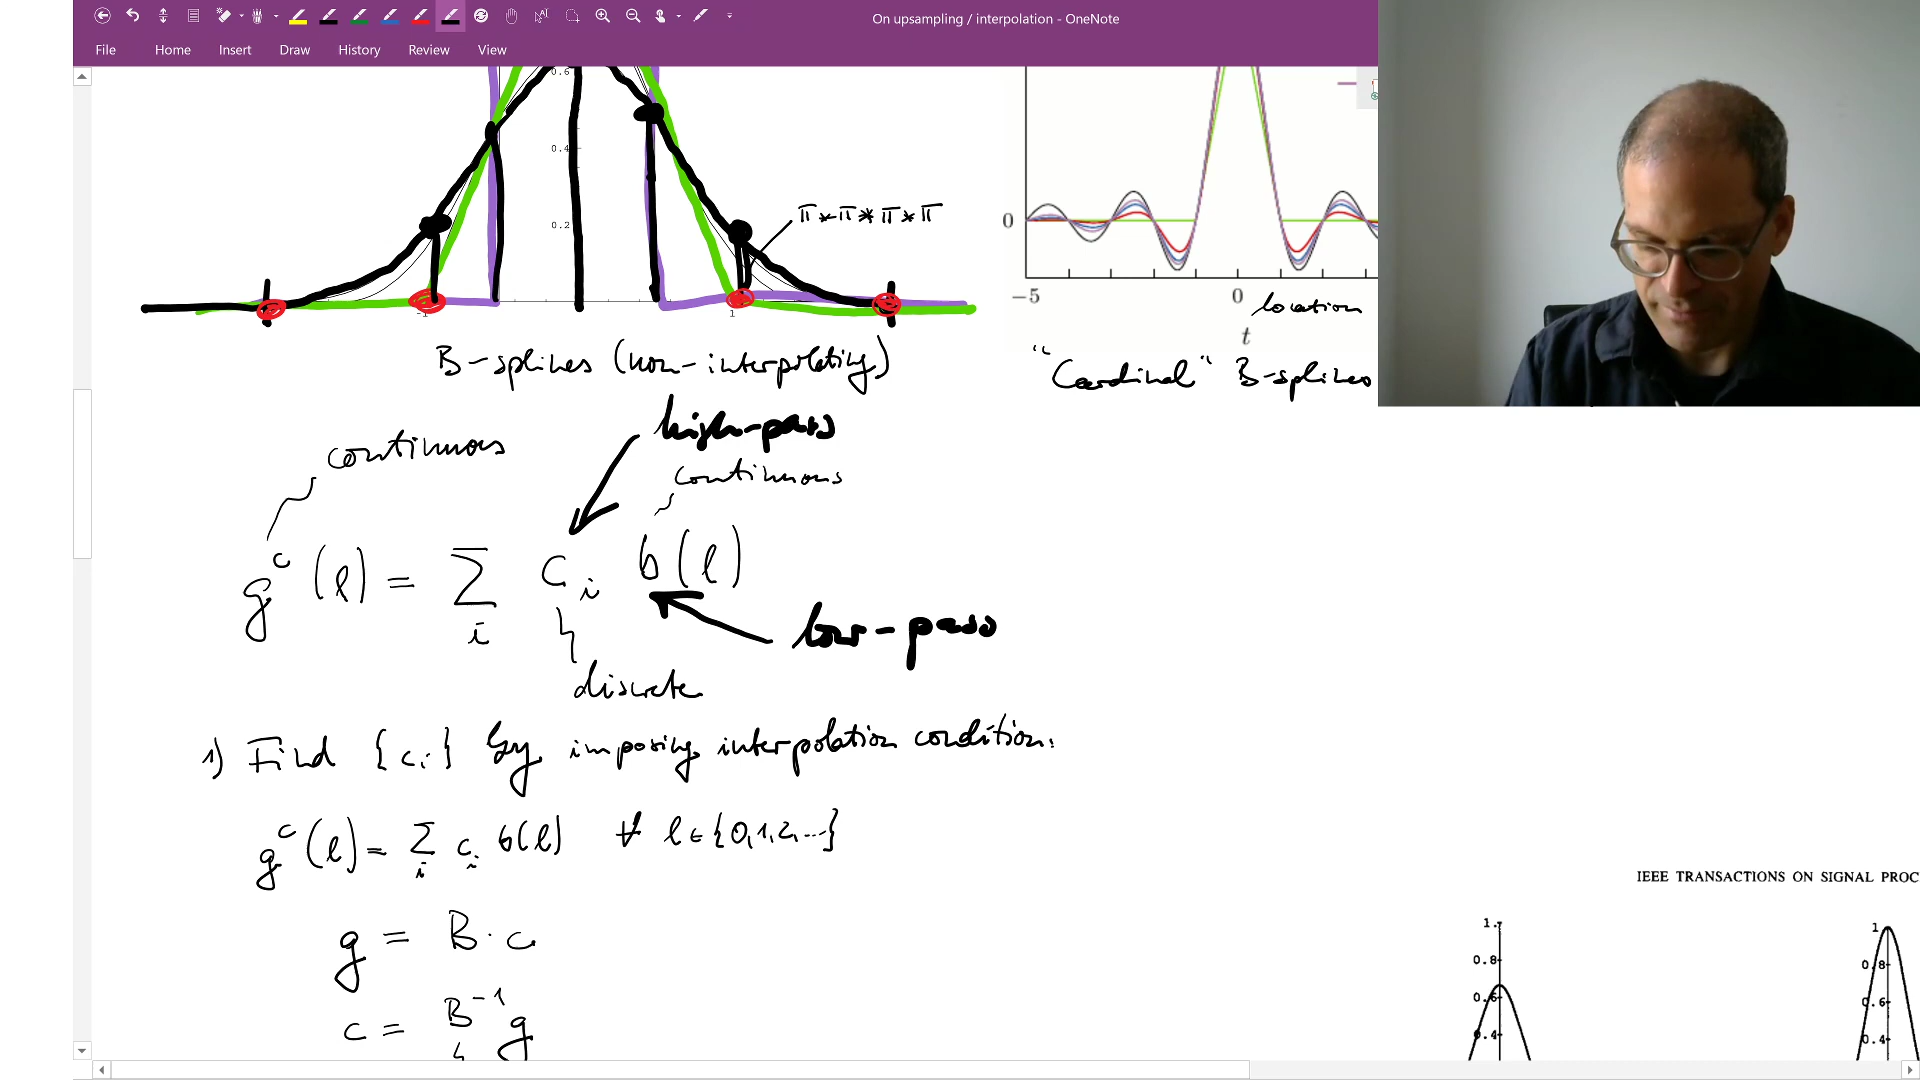 On upsampling / interpolation - OneNote
File Home Insert Draw History Review View
0.6
0.4
0.2
-1
1
π * π * π * π
0
-5
0
location
t
B-splines (non-interpolating)
"Cardinal" B-splines
high-pass
continuous
continuous
g^c (l) = Σ_i c_i b(l)
low-pass
discrete
1) Find {c_i} by imposing interpolation condition:
g^c (l) = Σ_i c_i b(l) ∀ l ∈ {0,1,2,...}
g = B · c
c = B^-1 g
IEEE TRANSACTIONS ON SIGNAL PROC
1.
0.8
0.6
0.4
1
0.8
0.6
0.4